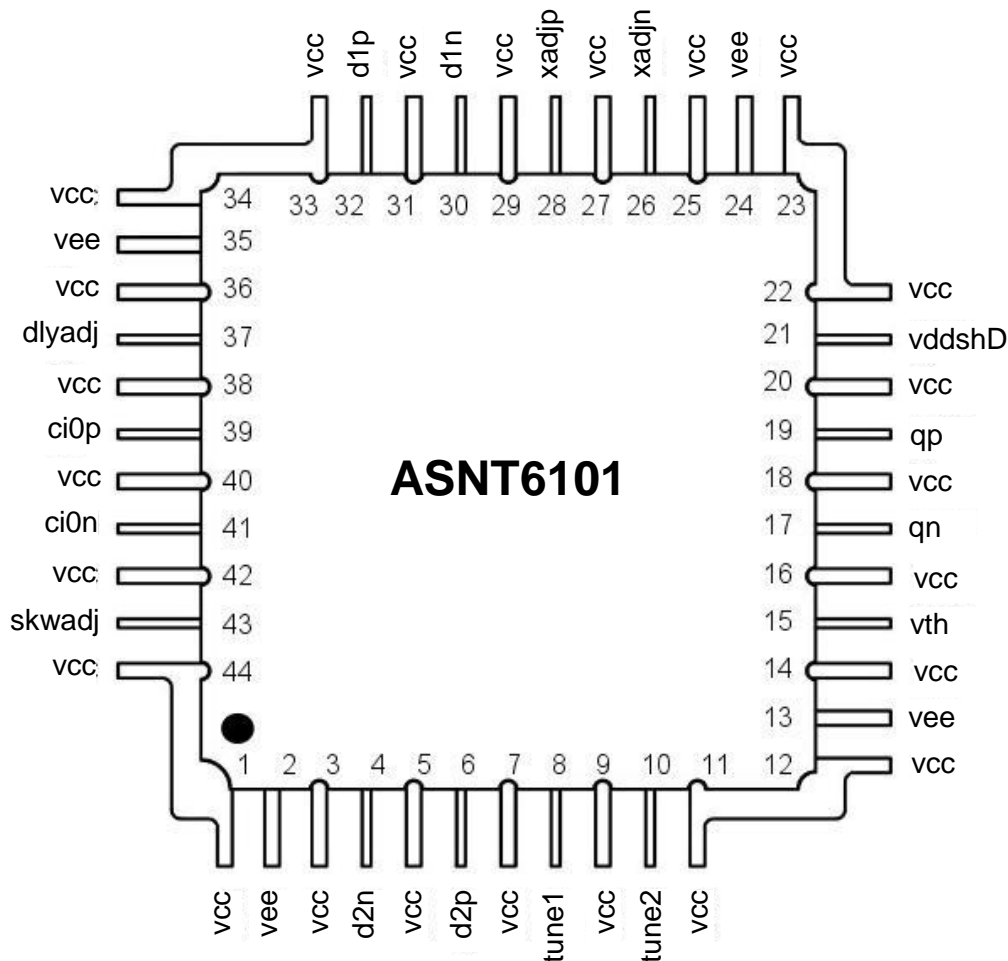 vcc d1p vcc d1n vcc xadjp vcc xadjn vcc vee vcc
33 32 31 30 29 28 27 26 25 24 23
vcc 34
vee 35
vcc 36
dlyadj 37
vcc 38
ci0p 39
vcc 40
ci0n 41
vcc 42
skwadj 43
vcc 44
ASNT6101
22 vcc
21 vddshD
20 vcc
19 qp
18 vcc
17 qn
16 vcc
15 vth
14 vcc
13 vee
12 vcc
1 2 3 4 5 6 7 8 9 10 11
vcc vee vcc d2n vcc d2p vcc tune1 vcc tune2 vcc